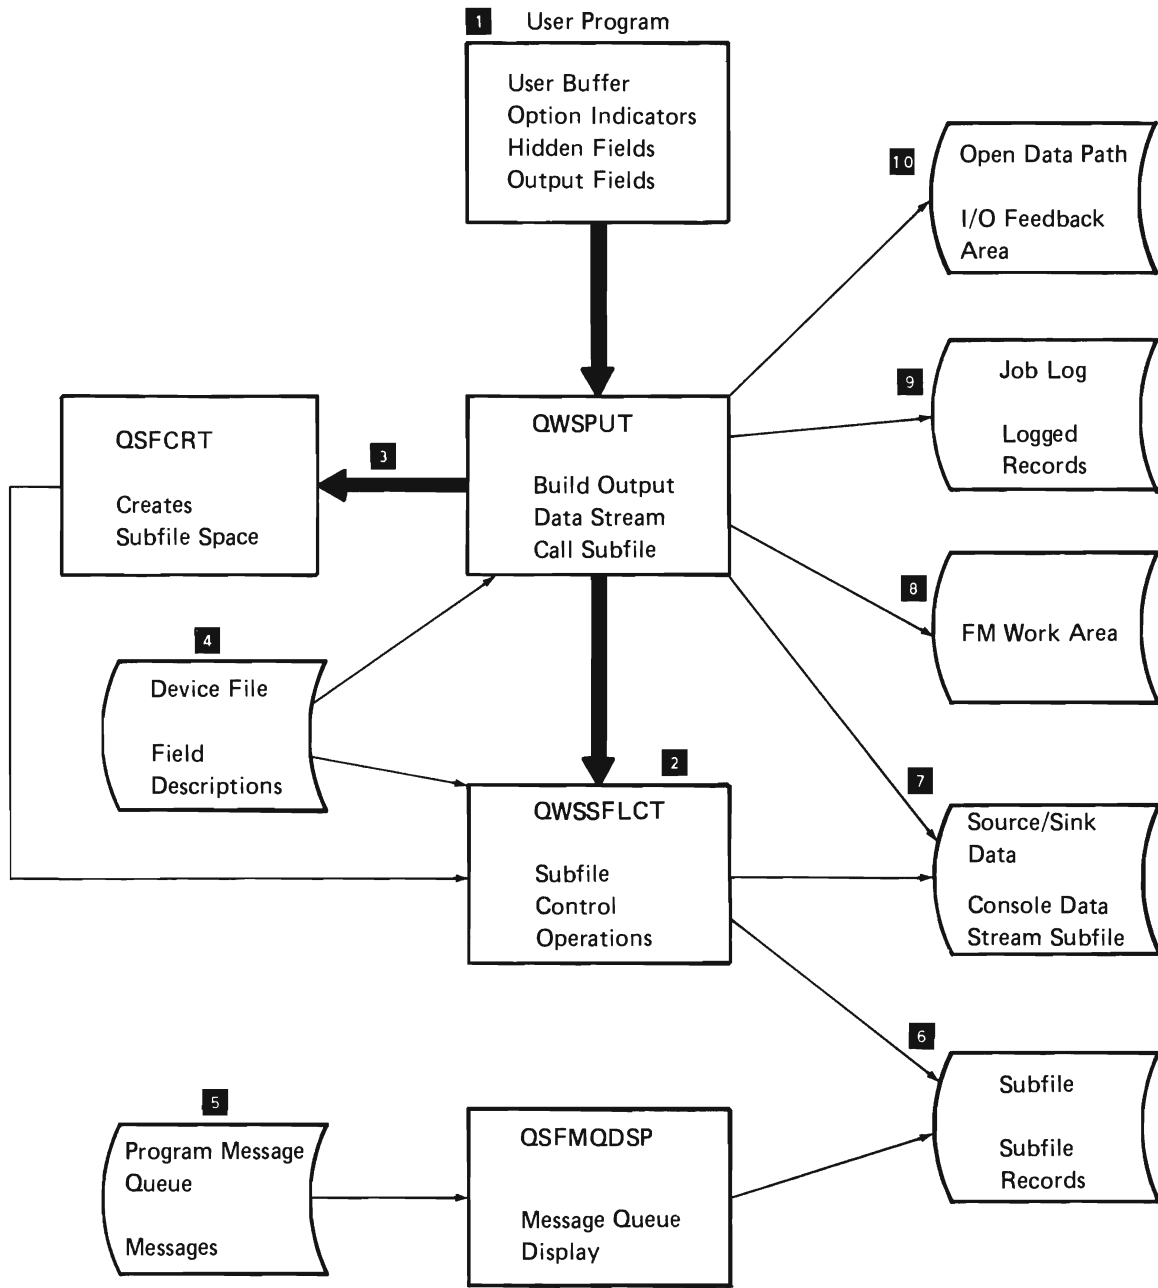 1 User Program
User Buffer
Option Indicators
Hidden Fields
Output Fields
10
Open Data Path
I/O Feedback
Area
9
Job Log
Logged
Records
3
QSFCRT
Creates
Subfile Space
QWSPUT
Build Output
Data Stream
Call Subfile
8
FM Work Area
4
Device File
Field
Descriptions
2
QWSSFLCT
Subfile
Control
Operations
7
Source/Sink
Data
Console Data
Stream Subfile
6
Subfile
Subfile
Records
5
Program Message
Queue
Messages
QSFMQDSP
Message Queue
Display